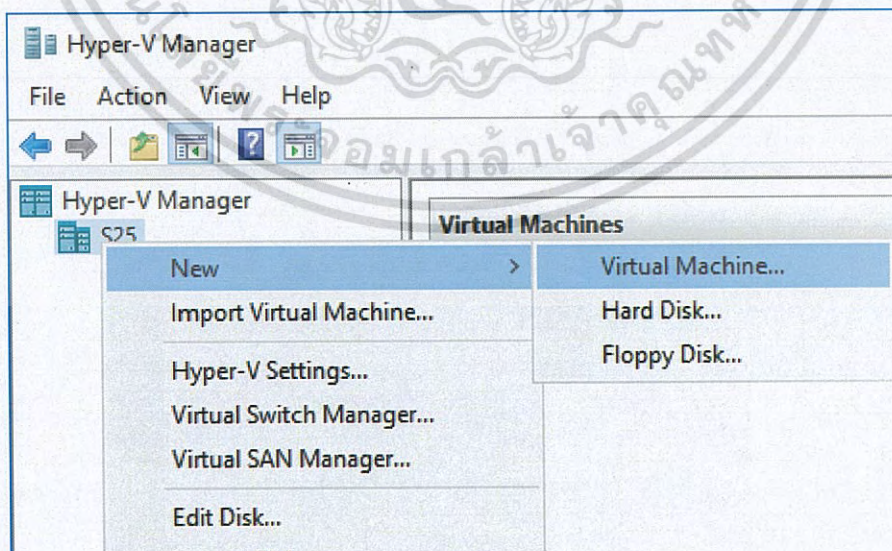 Hyper-V Manager
File Action View Help
Hyper-V Manager
S25
Virtual Machines
New >
Virtual Machine...
Import Virtual Machine...
Hard Disk...
Floppy Disk...
Hyper-V Settings...
Virtual Switch Manager...
Virtual SAN Manager...
Edit Disk...